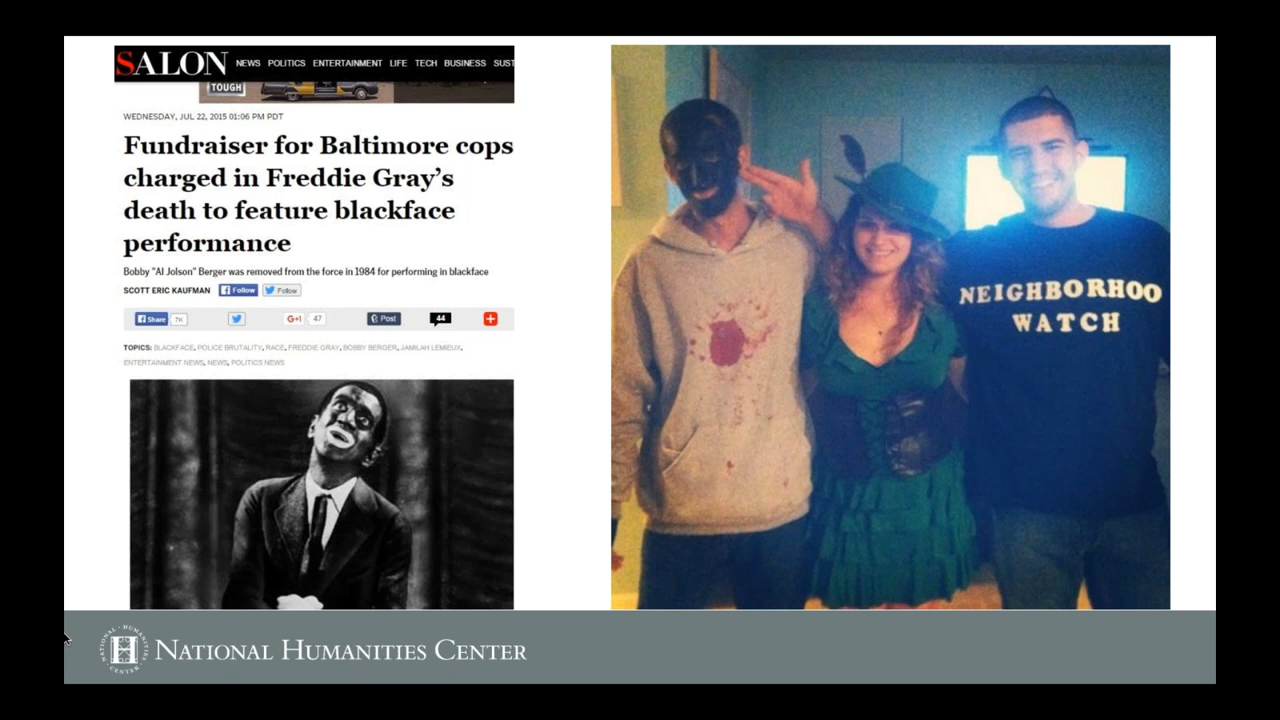 SALON NEWS POLITICS ENTERTAINMENT LIFE TECH BUSINESS SUST
TOUGH
WEDNESDAY, JUL 22, 2015 01:06 PM PDT
Fundraiser for Baltimore cops
charged in Freddie Gray’s
death to feature blackface
performance
Bobby "Al Jolson" Berger was removed from the force in 1984 for performing in blackface
SCOTT ERIC KAUFMAN Follow Follow
Share 7K G+1 47 Post 44
TOPICS: BLACKFACE, POLICE BRUTALITY, RACE, FREDDIE GRAY, BOBBY BERGER, JAMILAH LEMIEUX,
ENTERTAINMENT NEWS, NEWS, POLITICS NEWS
NEIGHBORHOO
WATCH
NATIONAL HUMANITIES CENTER
NATIONAL HUMANITIES CENTER